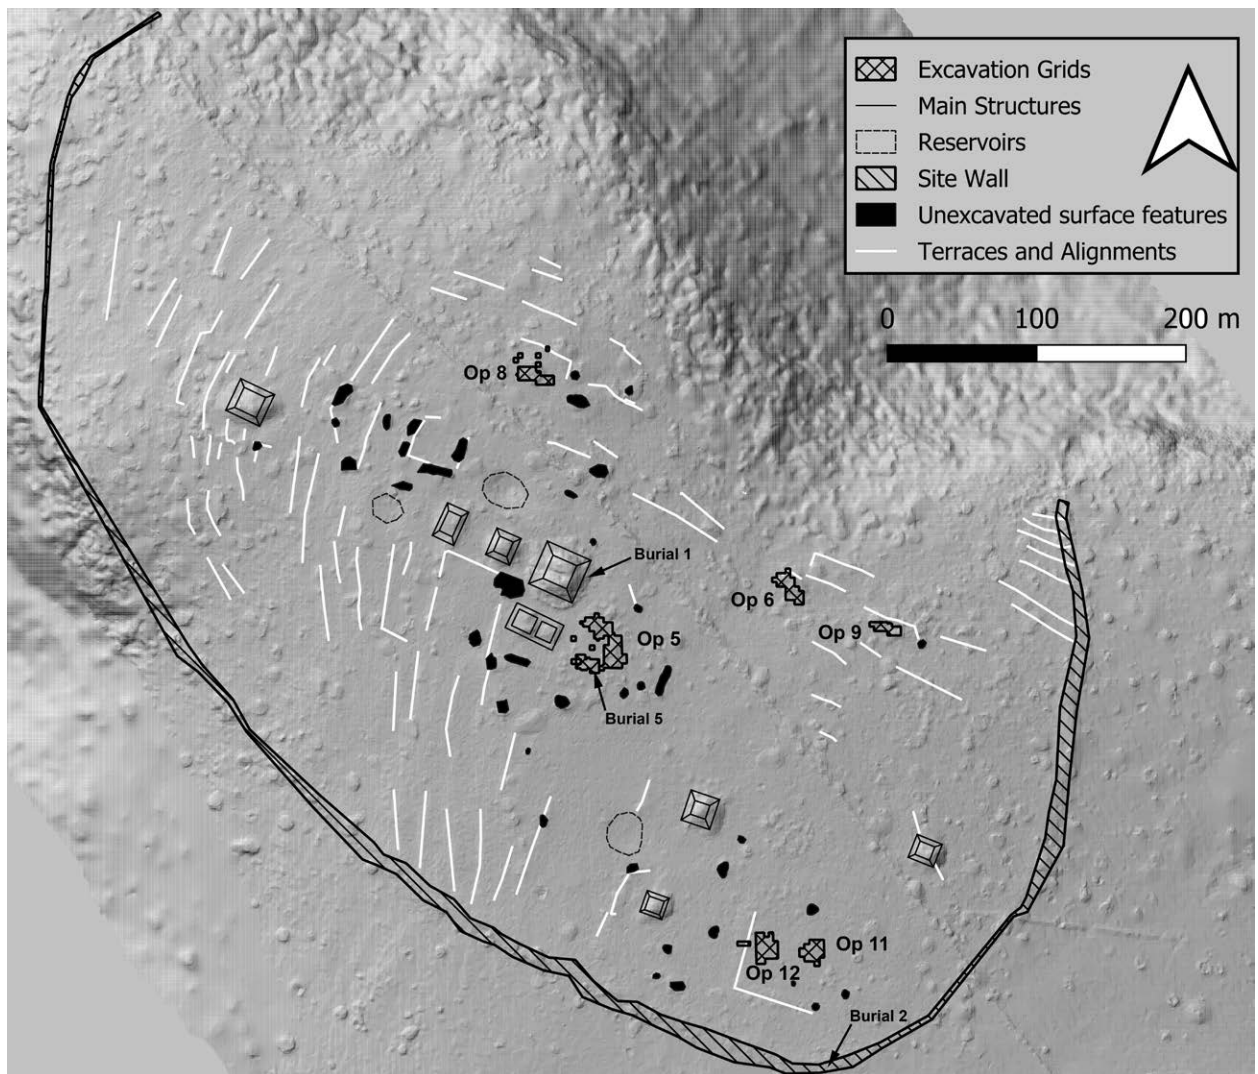 Excavation Grids
Main Structures
Reservoirs
Site Wall
Unexcavated surface features
Terraces and Alignments
0 100 200 m
Op 8
Burial 1
Op 6
Op 9
Op 5
Burial 5
Op 11
Op 12
Burial 2